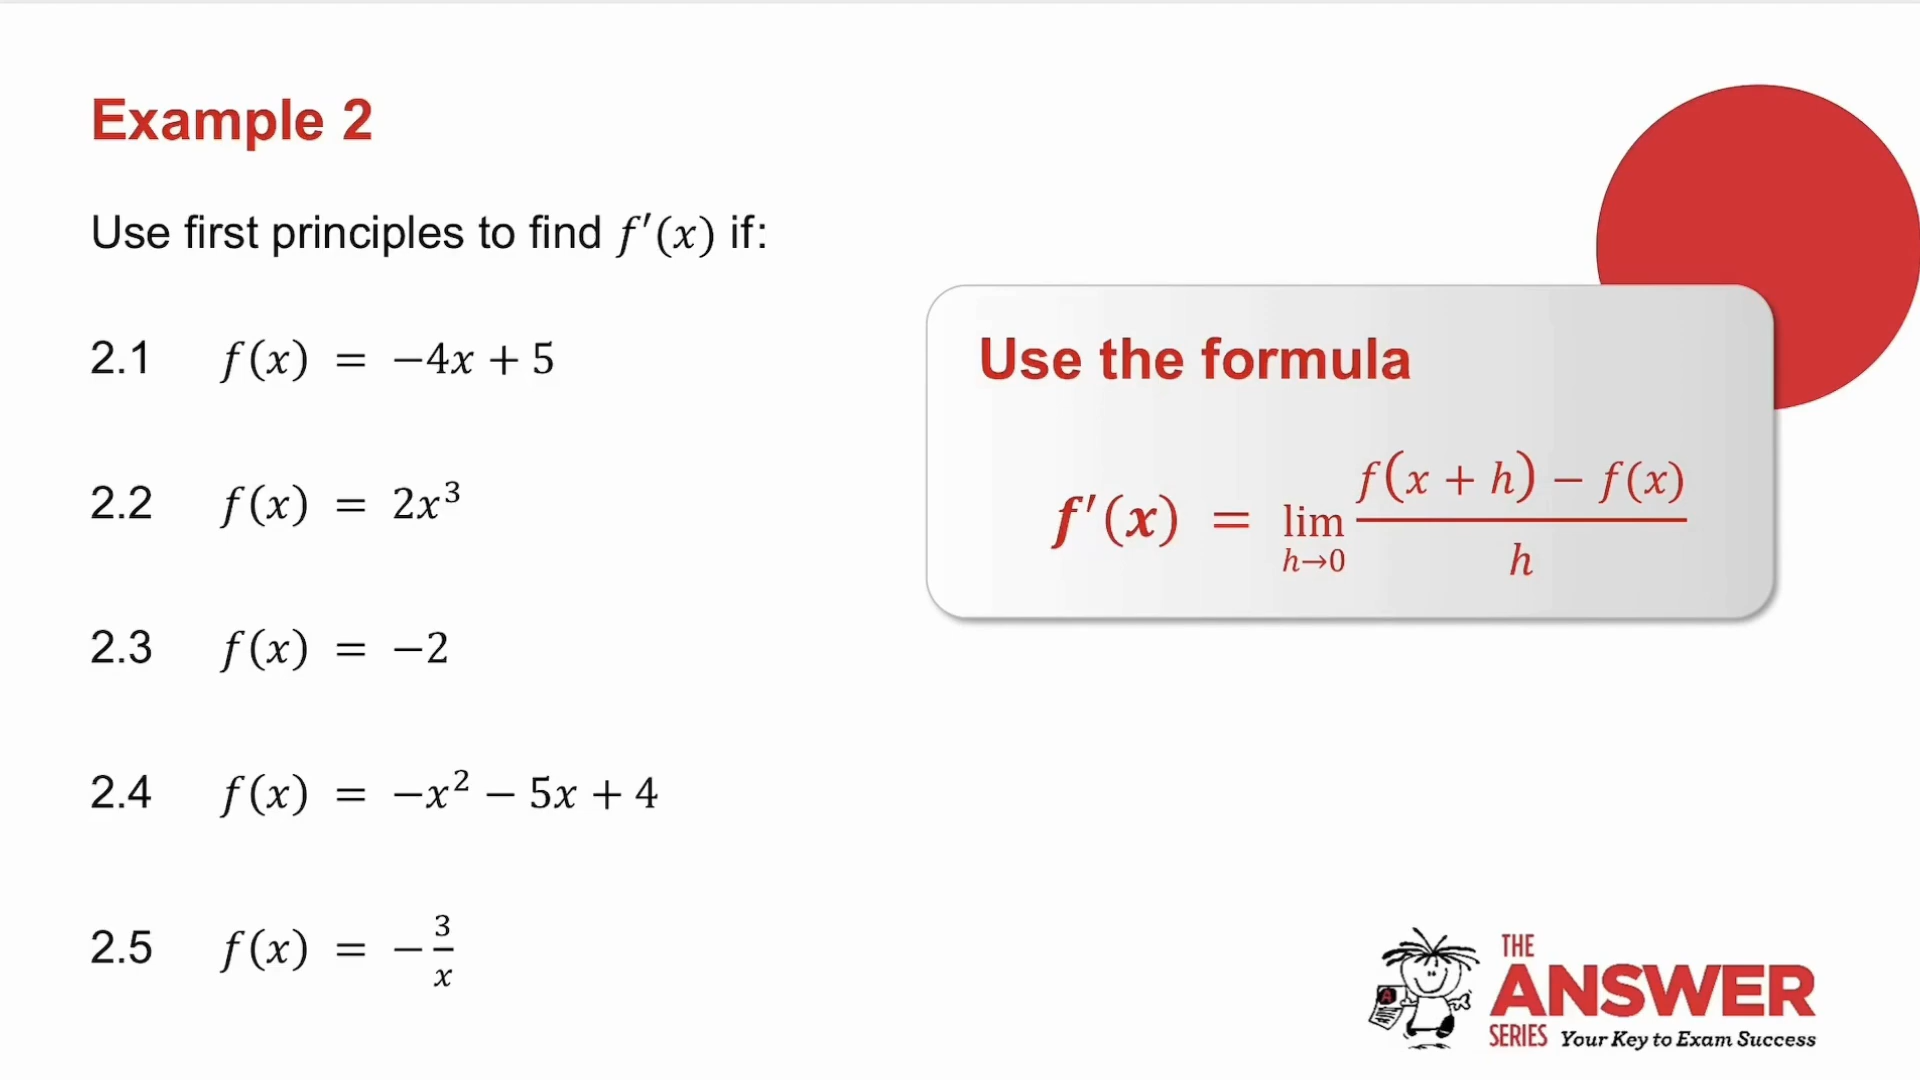 Example 2
Use first principles to find f′(x) if:
2.1 f(x) = −4x + 5
2.2 f(x) = 2x³
2.3 f(x) = −2
2.4 f(x) = −x² − 5x + 4
2.5 f(x) = −3/x
Use the formula
f′(x) = lim h→0 f(x + h) − f(x) / h
THE
ANSWER
SERIES Your Key to Exam Success